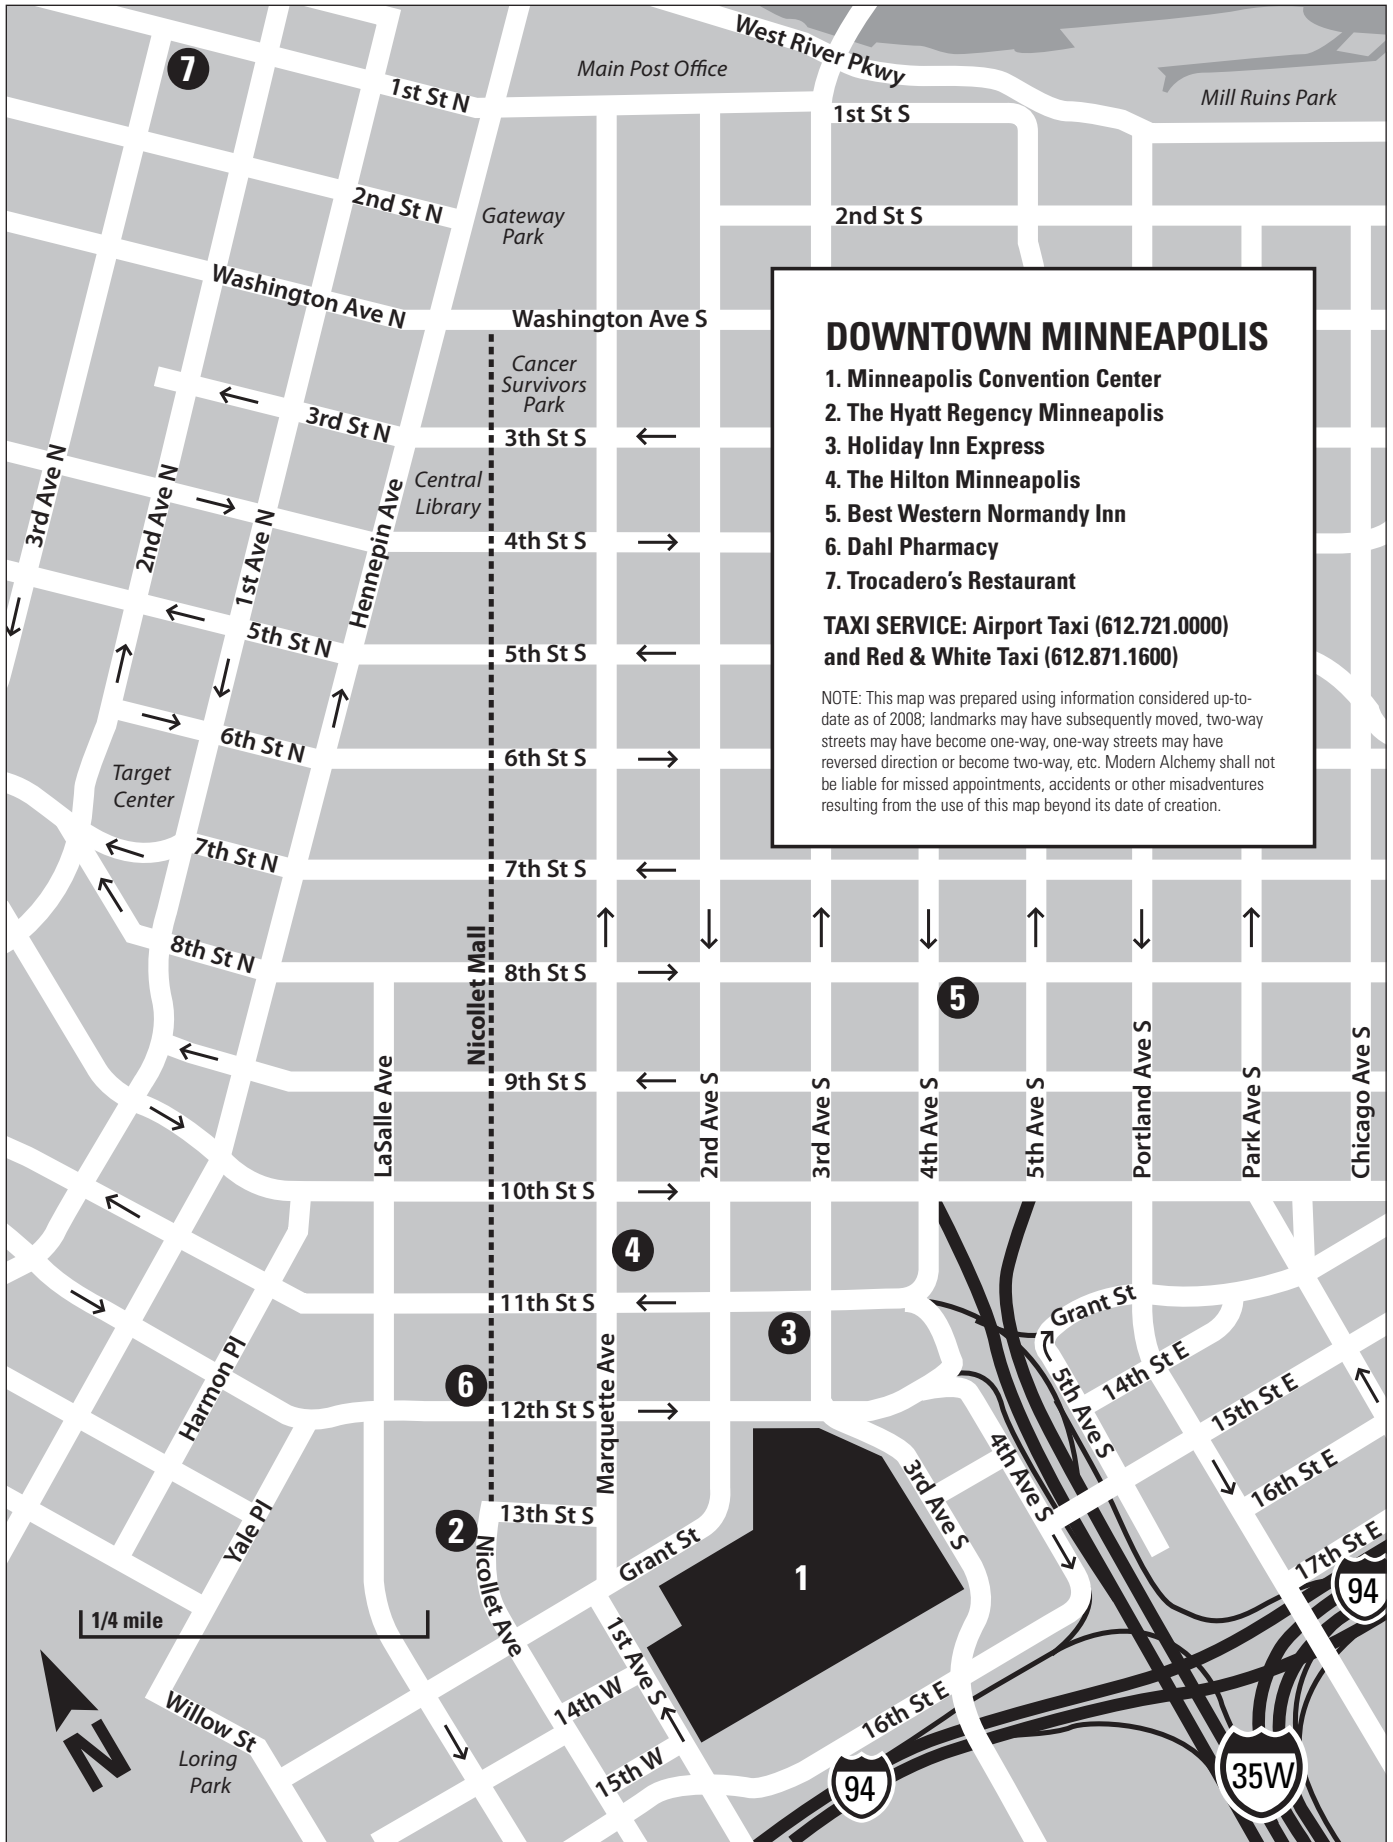 West River Pkwy
7
Main Post Office
1st St N
Mill Ruins Park
1st St S
2nd St N
Gateway
Park
2nd St S
Washington Ave N
Washington Ave S
DOWNTOWN MINNEAPOLIS
1. Minneapolis Convention Center
2. The Hyatt Regency Minneapolis
3. Holiday Inn Express
4. The Hilton Minneapolis
5. Best Western Normandy Inn
6. Dahl Pharmacy
7. Trocadero's Restaurant
TAXI SERVICE: Airport Taxi (612.721.0000)
and Red & White Taxi (612.871.1600)
NOTE: This map was prepared using information considered up-to-
date as of 2008; landmarks may have subsequently moved, two-way
streets may have become one-way, one-way streets may have
reversed direction or become two-way, etc. Modern Alchemy shall not
be liable for missed appointments, accidents or other misadventures
resulting from the use of this map beyond its date of creation.
Cancer
Survivors
Park
3rd St N
3th St S
3rd Ave N
2nd Ave N
1st Ave N
Hennepin Ave
Central
Library
4th St S
5th St N
5th St S
6th St N
6th St S
Target
Center
7th St N
7th St S
8th St N
Nicollet Mall
8th St S
5
LaSalle Ave
9th St S
2nd Ave S
3rd Ave S
4th Ave S
5th Ave S
Portland Ave S
Park Ave S
Chicago Ave S
10th St S
4
11th St S
3
Grant St
Harmon Pl
6
Marquette Ave
12th St S
5th Ave S
14th St E
15th St E
16th St E
17th St E
3rd Ave S
4th Ave S
Yale Pl
2
13th St S
Nicollet Ave
Grant St
1
94
1/4 mile
1st Ave S
14th W
15th W
16th St E
N
Willow St
Loring
Park
94
35W